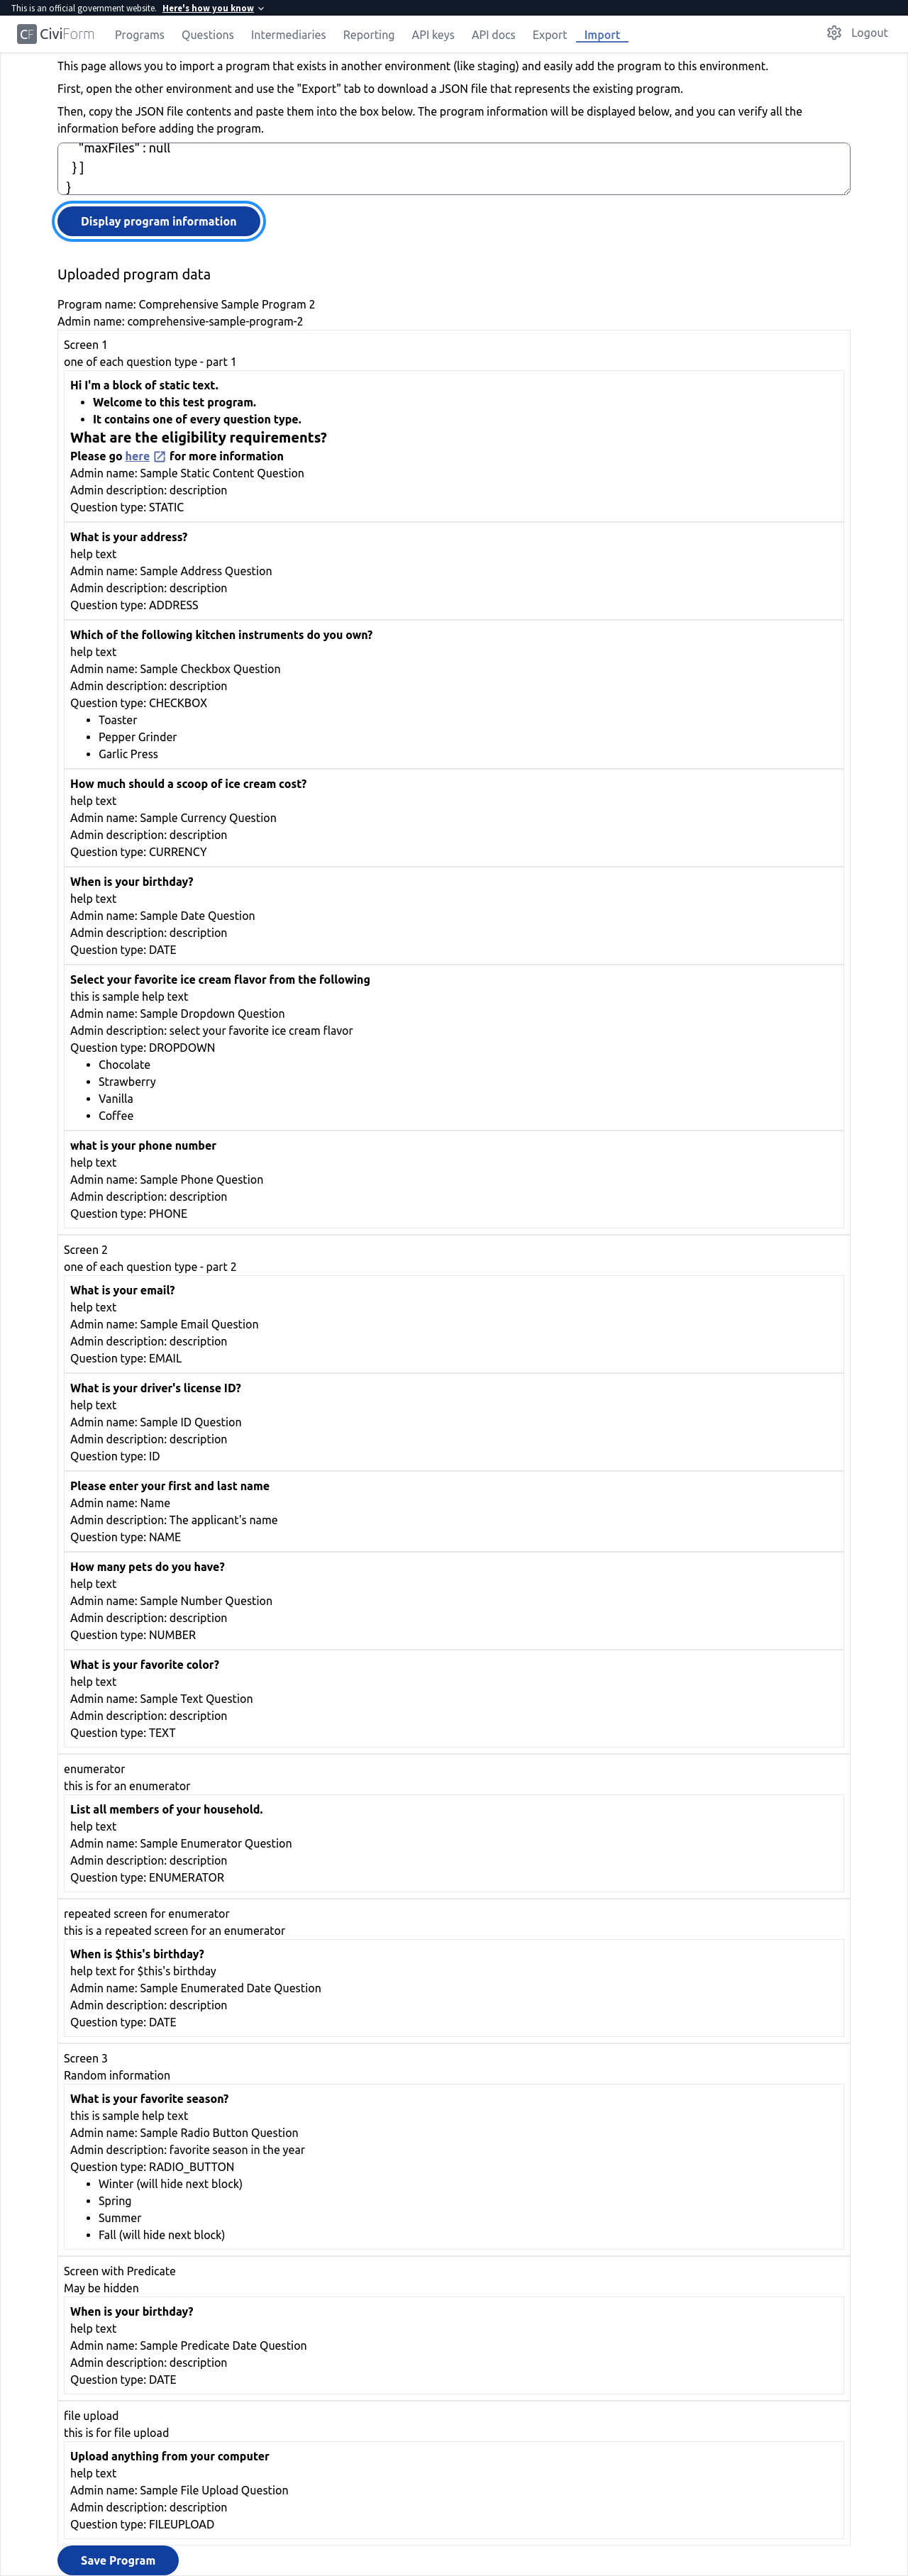 This is an official government website. Here's how you know
CF CiviForm Programs Questions Intermediaries Reporting API keys API docs Export Import Logout
This page allows you to import a program that exists in another environment (like staging) and easily add the program to this environment.
First, open the other environment and use the "Export" tab to download a JSON file that represents the existing program.
Then, copy the JSON file contents and paste them into the box below. The program information will be displayed below, and you can verify all the
information before adding the program.
"maxFiles" : null
} ]
}
Display program information
Uploaded program data
Program name: Comprehensive Sample Program 2
Admin name: comprehensive-sample-program-2
Screen 1
one of each question type - part 1
Hi I'm a block of static text.
• Welcome to this test program.
• It contains one of every question type.
What are the eligibility requirements?
Please go here for more information
Admin name: Sample Static Content Question
Admin description: description
Question type: STATIC
What is your address?
help text
Admin name: Sample Address Question
Admin description: description
Question type: ADDRESS
Which of the following kitchen instruments do you own?
help text
Admin name: Sample Checkbox Question
Admin description: description
Question type: CHECKBOX
• Toaster
• Pepper Grinder
• Garlic Press
How much should a scoop of ice cream cost?
help text
Admin name: Sample Currency Question
Admin description: description
Question type: CURRENCY
When is your birthday?
help text
Admin name: Sample Date Question
Admin description: description
Question type: DATE
Select your favorite ice cream flavor from the following
this is sample help text
Admin name: Sample Dropdown Question
Admin description: select your favorite ice cream flavor
Question type: DROPDOWN
• Chocolate
• Strawberry
• Vanilla
• Coffee
what is your phone number
help text
Admin name: Sample Phone Question
Admin description: description
Question type: PHONE
Screen 2
one of each question type - part 2
What is your email?
help text
Admin name: Sample Email Question
Admin description: description
Question type: EMAIL
What is your driver's license ID?
help text
Admin name: Sample ID Question
Admin description: description
Question type: ID
Please enter your first and last name
Admin name: Name
Admin description: The applicant's name
Question type: NAME
How many pets do you have?
help text
Admin name: Sample Number Question
Admin description: description
Question type: NUMBER
What is your favorite color?
help text
Admin name: Sample Text Question
Admin description: description
Question type: TEXT
enumerator
this is for an enumerator
List all members of your household.
help text
Admin name: Sample Enumerator Question
Admin description: description
Question type: ENUMERATOR
repeated screen for enumerator
this is a repeated screen for an enumerator
When is $this's birthday?
help text for $this's birthday
Admin name: Sample Enumerated Date Question
Admin description: description
Question type: DATE
Screen 3
Random information
What is your favorite season?
this is sample help text
Admin name: Sample Radio Button Question
Admin description: favorite season in the year
Question type: RADIO_BUTTON
• Winter (will hide next block)
• Spring
• Summer
• Fall (will hide next block)
Screen with Predicate
May be hidden
When is your birthday?
help text
Admin name: Sample Predicate Date Question
Admin description: description
Question type: DATE
file upload
this is for file upload
Upload anything from your computer
help text
Admin name: Sample File Upload Question
Admin description: description
Question type: FILEUPLOAD
Save Program